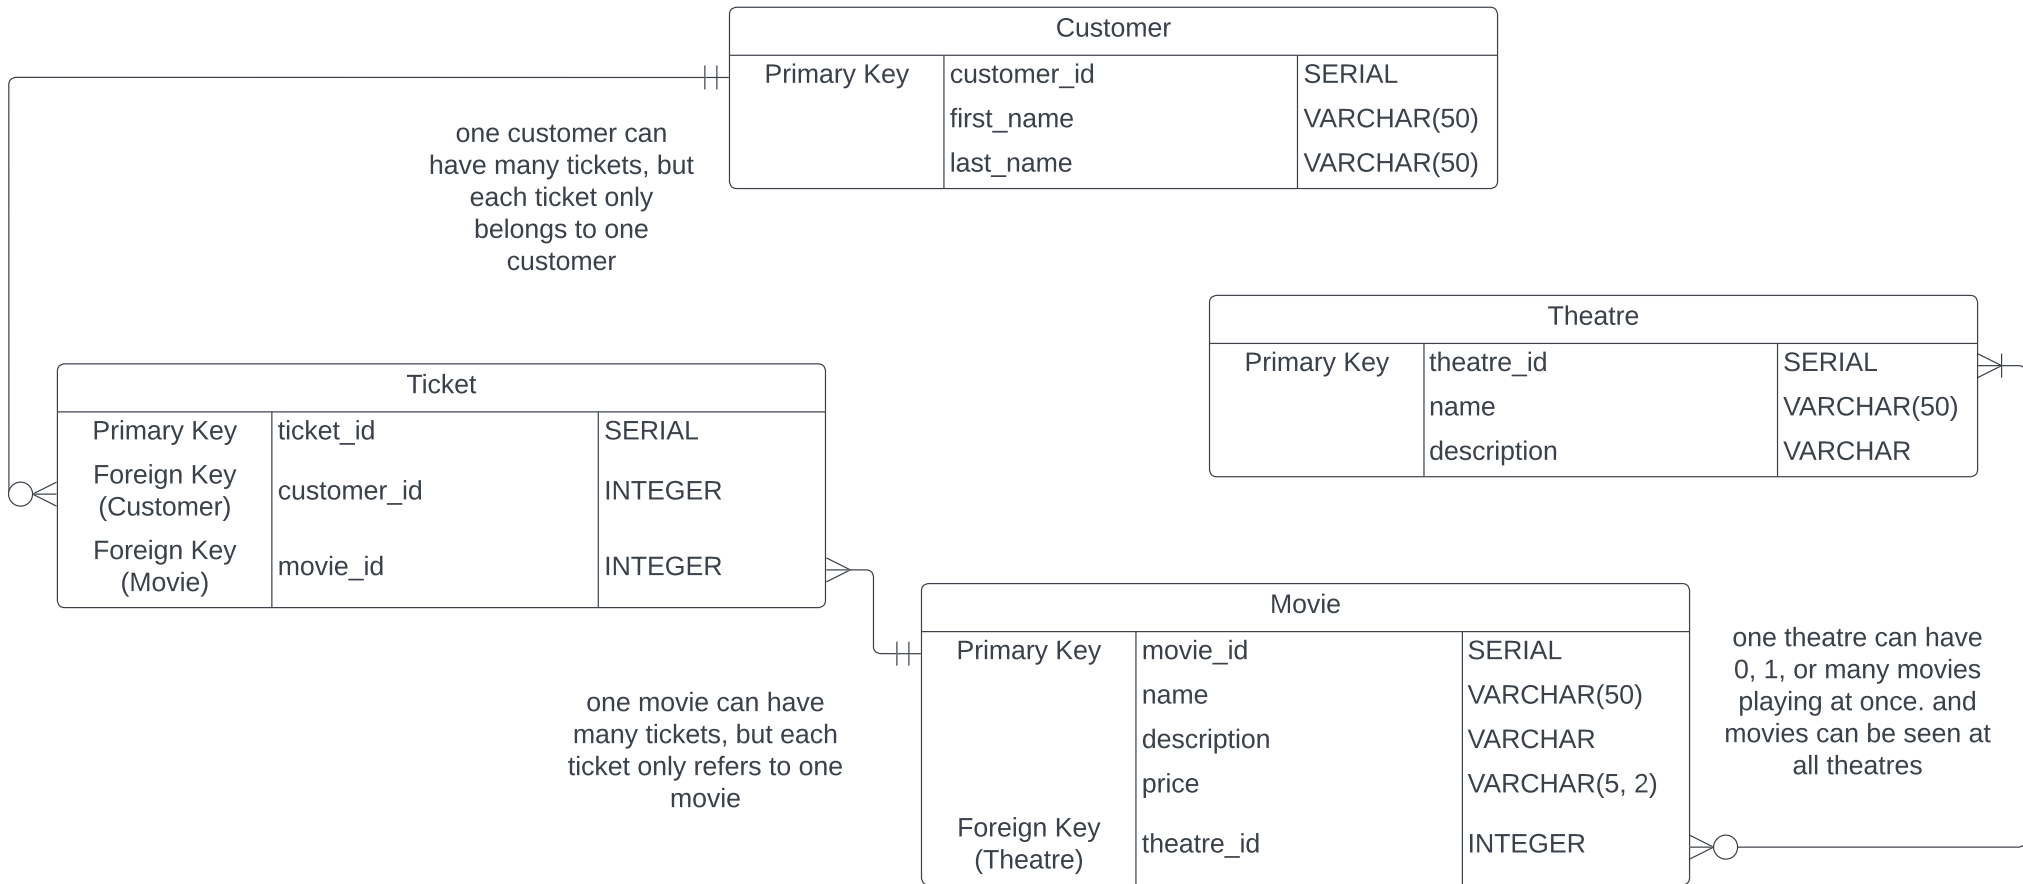 Customer
Primary Key customer_id SERIAL
first_name VARCHAR(50)
last_name VARCHAR(50)
one customer can
have many tickets, but
each ticket only
belongs to one
customer
Theatre
Primary Key theatre_id SERIAL
name VARCHAR(50)
description VARCHAR
Ticket
Primary Key ticket_id SERIAL
Foreign Key
(Customer) customer_id INTEGER
Foreign Key
(Movie) movie_id INTEGER
Movie
Primary Key movie_id SERIAL
name VARCHAR(50)
description VARCHAR
price VARCHAR(5, 2)
Foreign Key
(Theatre) theatre_id INTEGER
one movie can have
many tickets, but each
ticket only refers to one
movie
one theatre can have
0, 1, or many movies
playing at once. and
movies can be seen at
all theatres